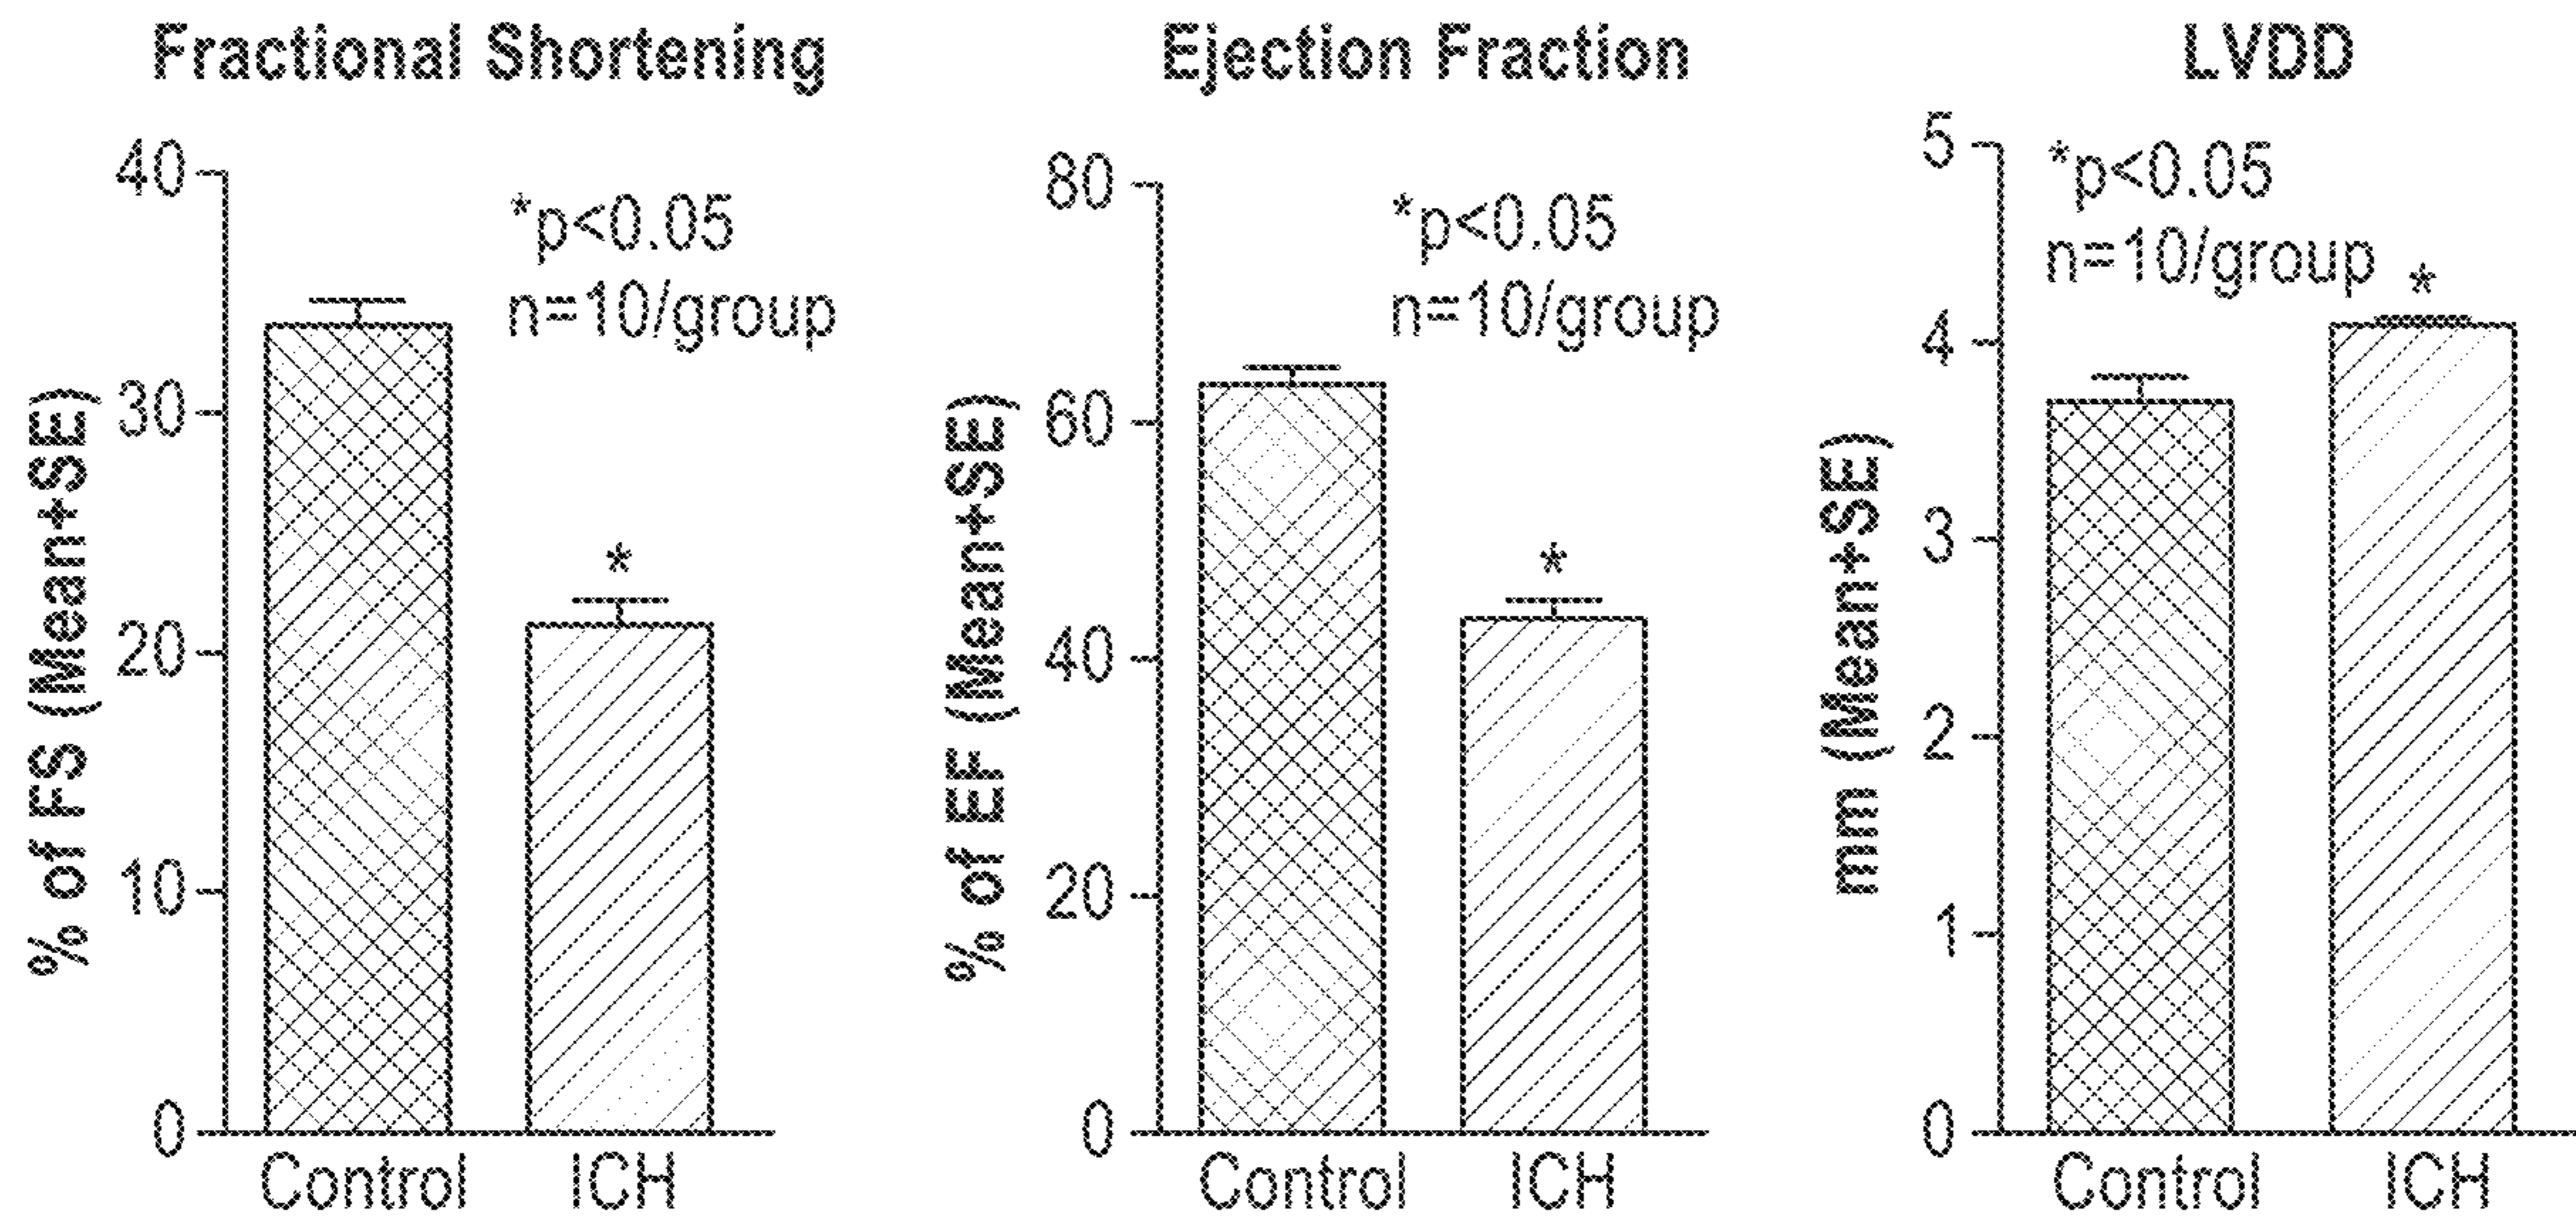 Fractional Shortening
% of FS (Mean+SE)
40
30
20
10
0
*p<0.05
n=10/group
*
Control ICH
Ejection Fraction
% of EF (Mean+SE)
80
60
40
20
0
*p<0.05
n=10/group
*
Control ICH
LVDD
mm (Mean+SE)
5
4
3
2
1
0
*p<0.05
n=10/group
*
Control ICH